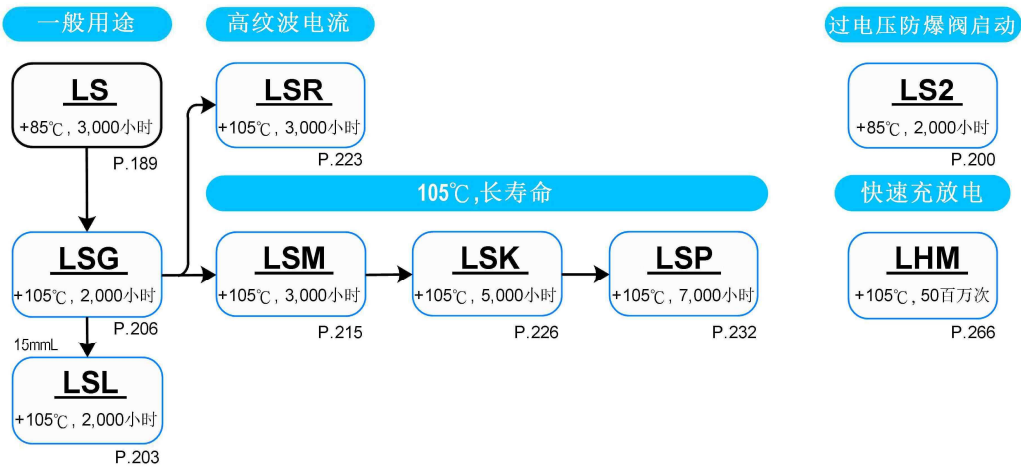 一般用途
高纹波电流
过电压防爆阀启动
LS
+85℃, 3,000小时
P.189
LSR
+105℃, 3,000小时
P.223
LS2
+85℃, 2,000小时
P.200
105℃,长寿命
快速充放电
LSG
+105℃, 2,000小时
P.206
LSM
+105℃, 3,000小时
P.215
LSK
+105℃, 5,000小时
P.226
LSP
+105℃, 7,000小时
P.232
LHM
+105℃, 50百万次
P.266
15mmL
LSL
+105℃, 2,000小时
P.203